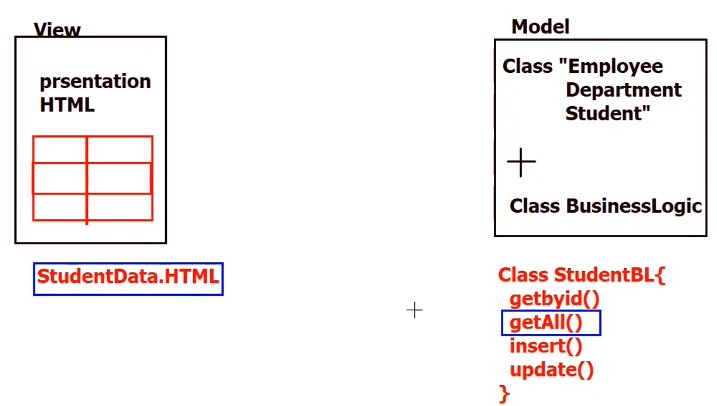 View
prsentation
HTML
StudentData.HTML
Model
Class "Employee
Department
Student"
Class BusinessLogic
Class StudentBL{
getbyid()
getAll()
insert()
update()
}